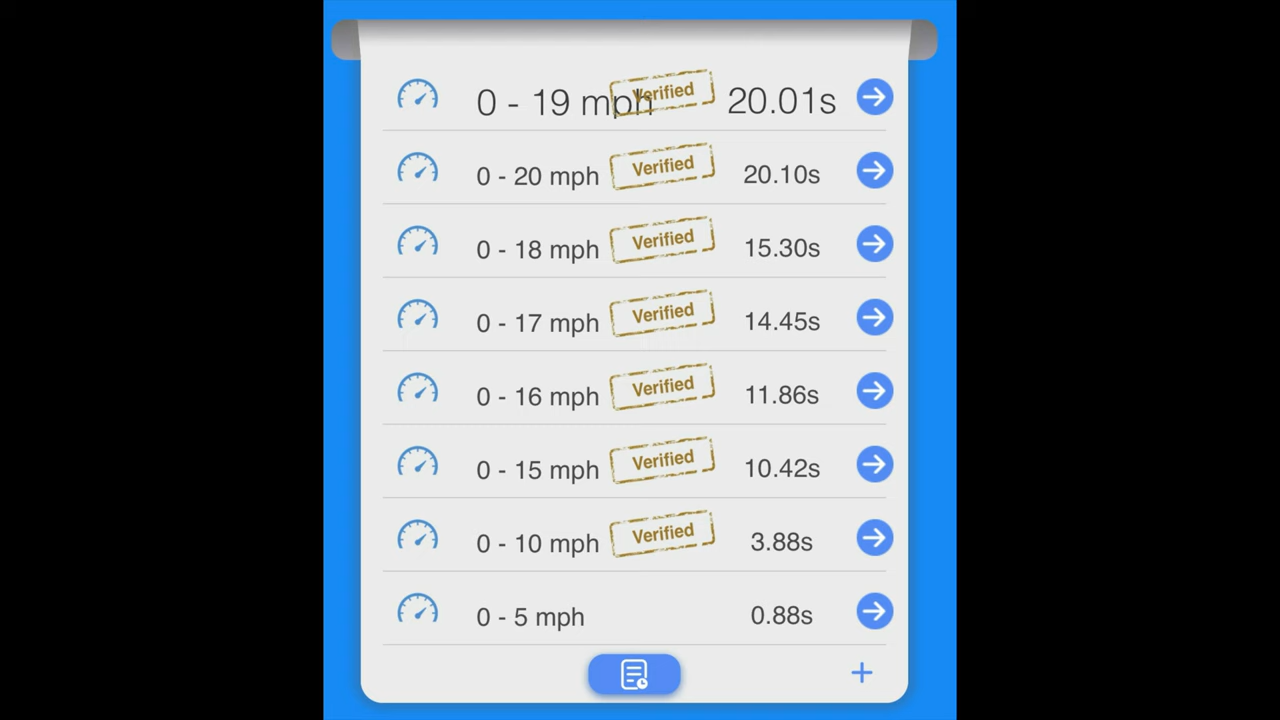 0 - 19 mph Verified 20.01s
0 - 20 mph Verified 20.10s
0 - 18 mph Verified 15.30s
0 - 17 mph Verified 14.45s
0 - 16 mph Verified 11.86s
0 - 15 mph Verified 10.42s
0 - 10 mph Verified 3.88s
0 - 5 mph 0.88s